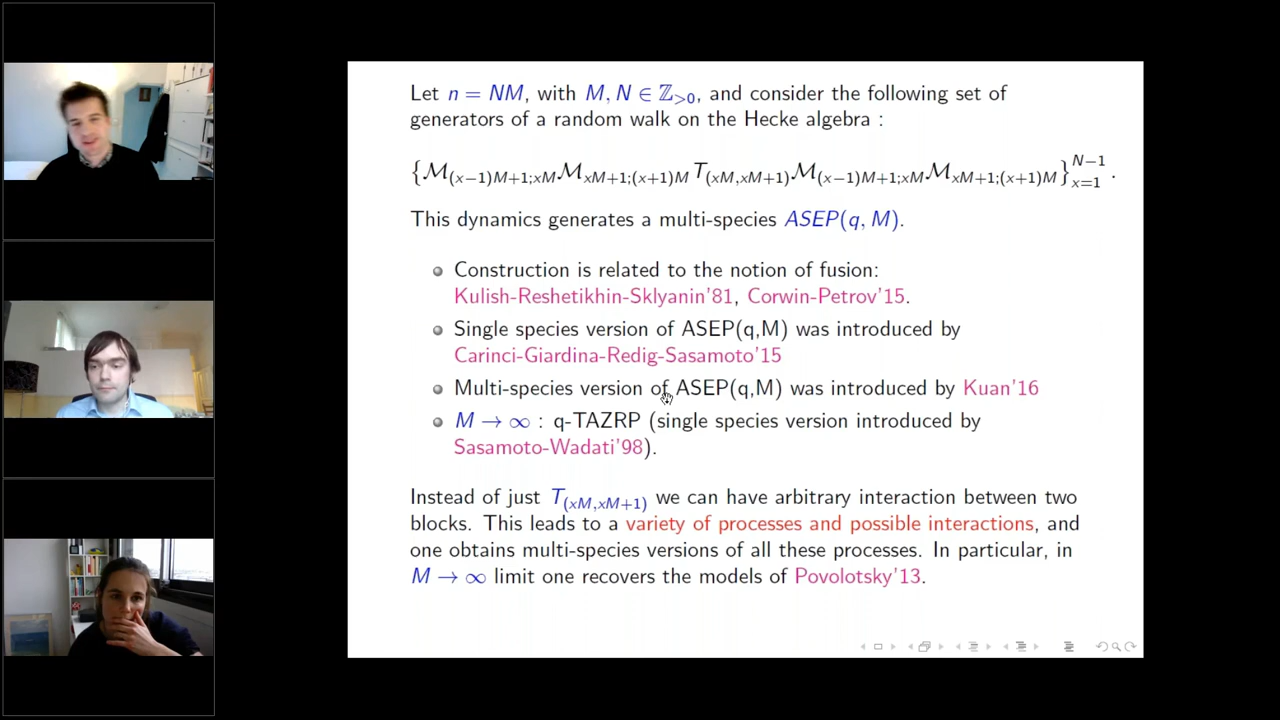 Let n = NM, with M, N ∈ ℤ>0, and consider the following set of
generators of a random walk on the Hecke algebra :
{ℳ(x−1)M+1;xM ℳxM+1;(x+1)M T(xM,xM+1) ℳ(x−1)M+1;xM ℳxM+1;(x+1)M}_{x=1}^{N−1} .
This dynamics generates a multi-species ASEP(q, M).
Construction is related to the notion of fusion:
Kulish-Reshetikhin-Sklyanin'81, Corwin-Petrov'15.
Single species version of ASEP(q,M) was introduced by
Carinci-Giardina-Redig-Sasamoto'15
Multi-species version of ASEP(q,M) was introduced by Kuan'16
M → ∞ : q-TAZRP (single species version introduced by
Sasamoto-Wadati'98).
Instead of just T(xM,xM+1) we can have arbitrary interaction between two
blocks. This leads to a variety of processes and possible interactions, and
one obtains multi-species versions of all these processes. In particular, in
M → ∞ limit one recovers the models of Povolotsky'13.